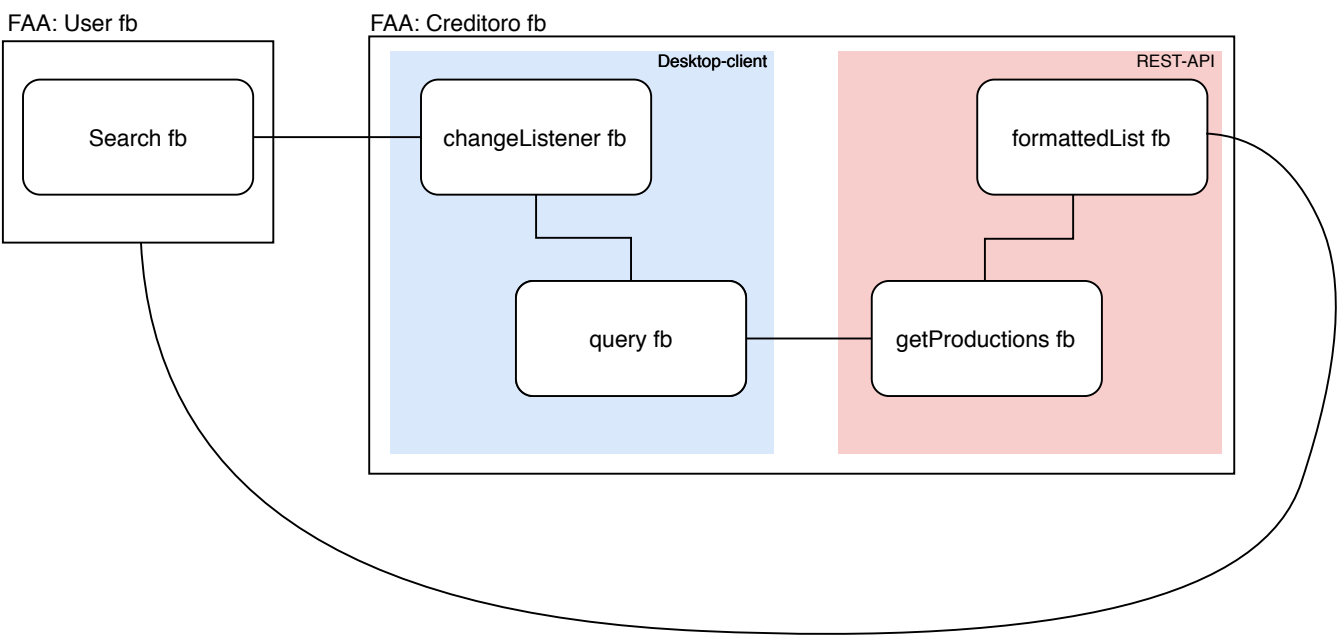 FAA: User fb
FAA: Creditoro fb
Desktop-client
REST-API
Search fb
changeListener fb
formattedList fb
query fb
getProductions fb